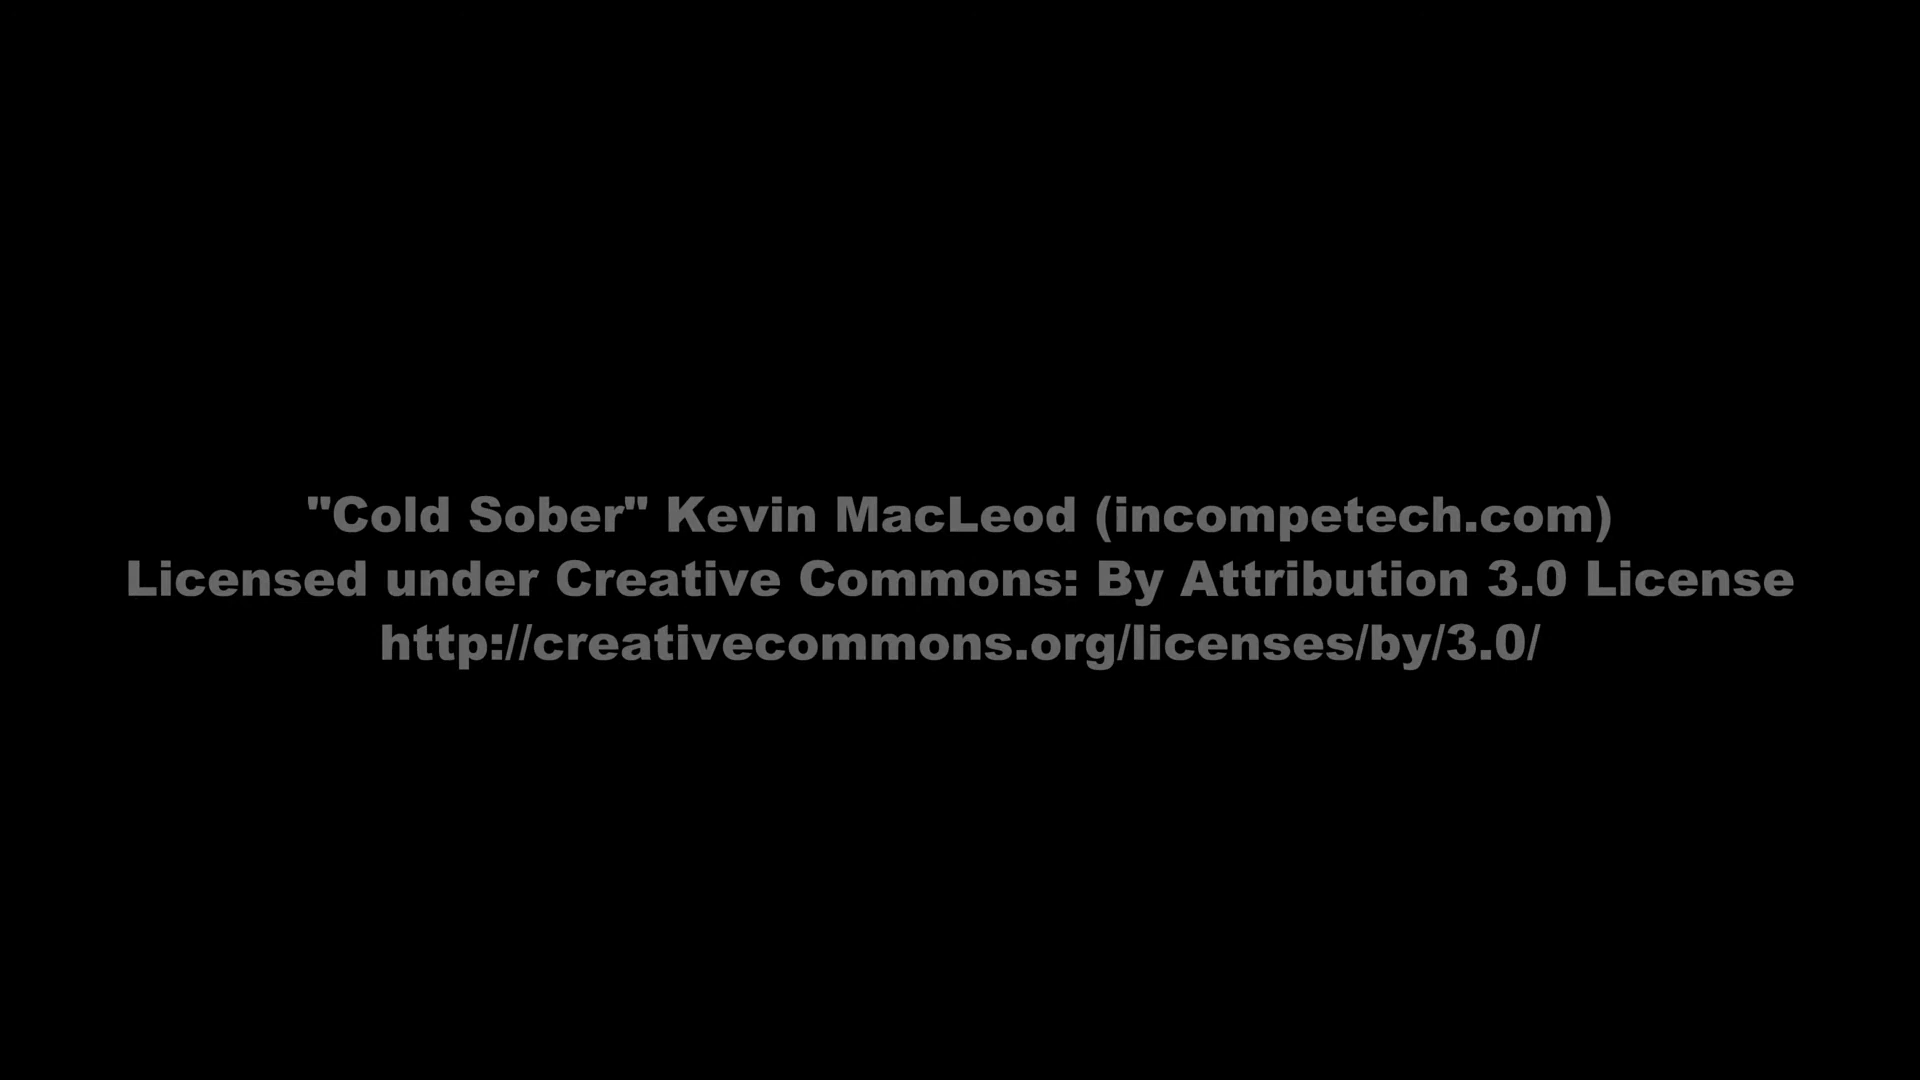 "Cold Sober" Kevin MacLeod (incompetech.com)
Licensed under Creative Commons: By Attribution 3.0 License
http://creativecommons.org/licenses/by/3.0/